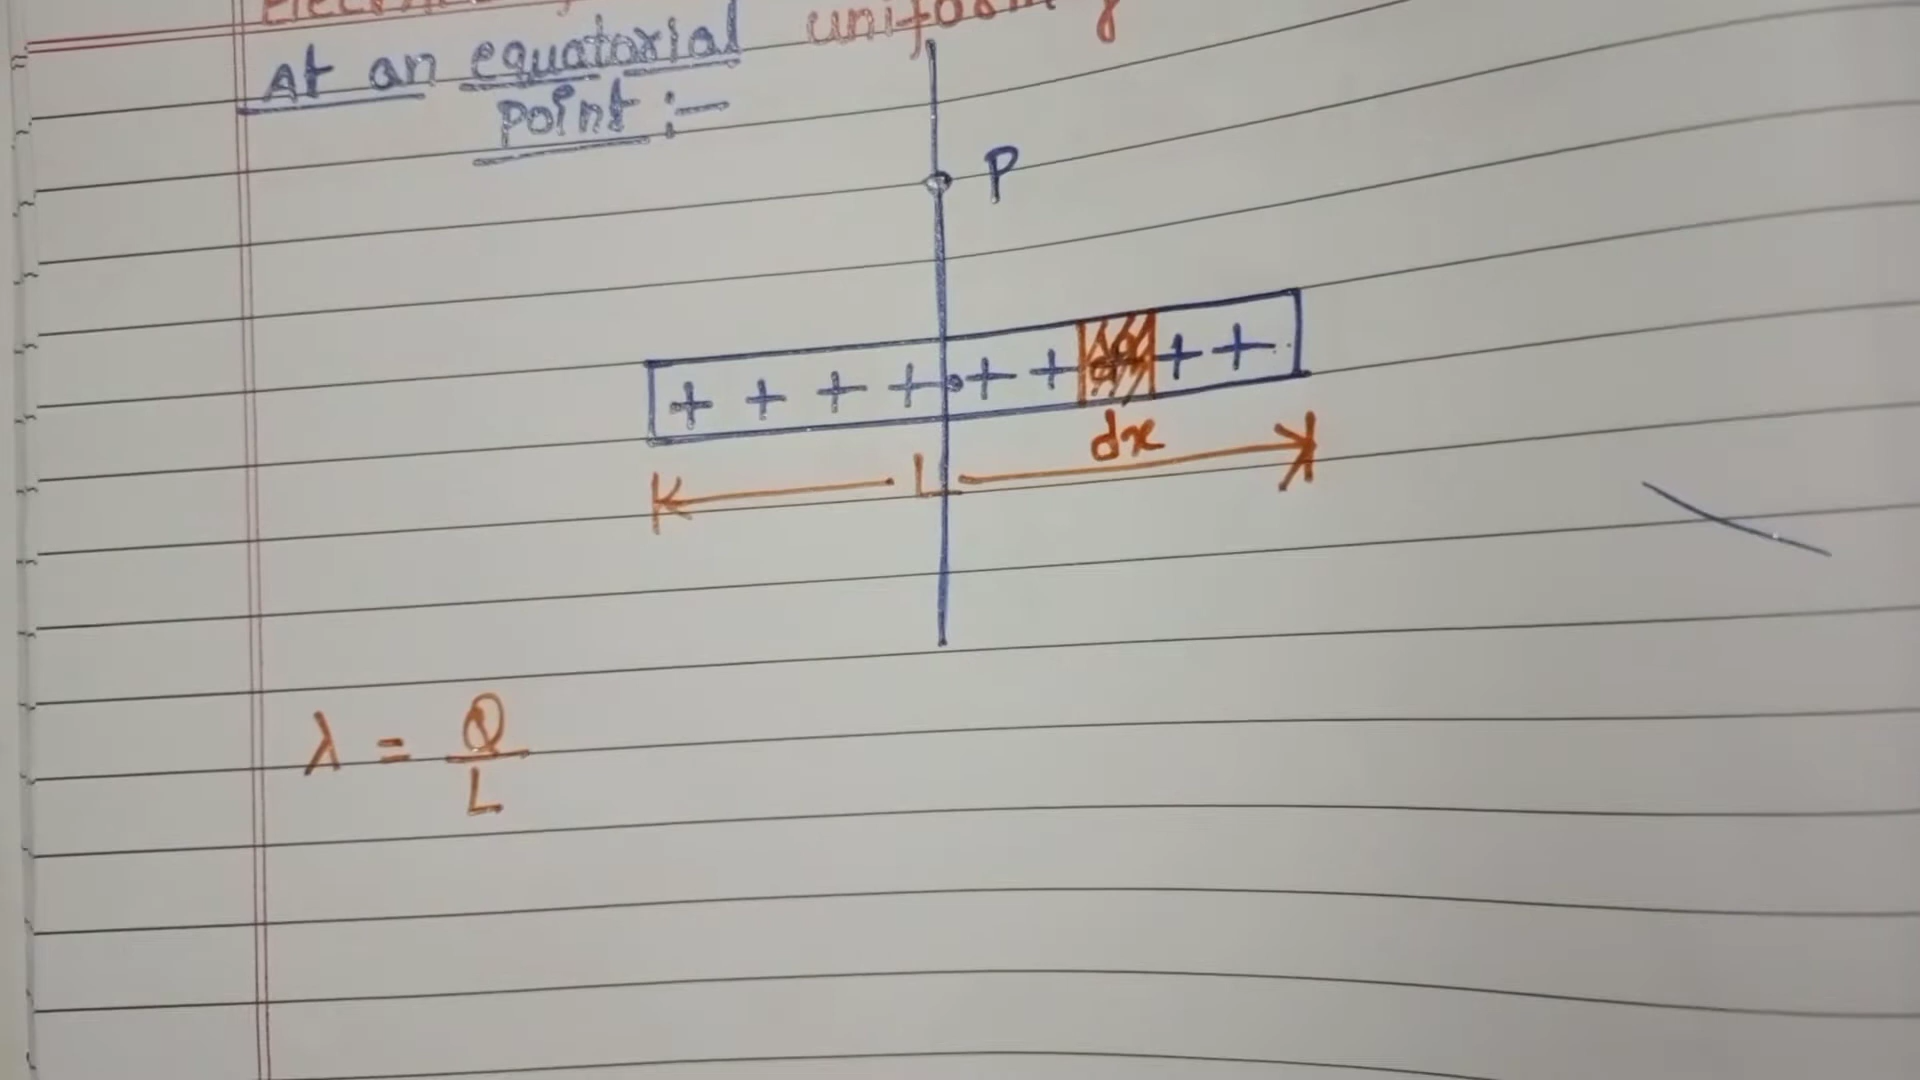 At an equatorial
point :-
P
+ + + + + + + +
dx
L
λ = Q
L